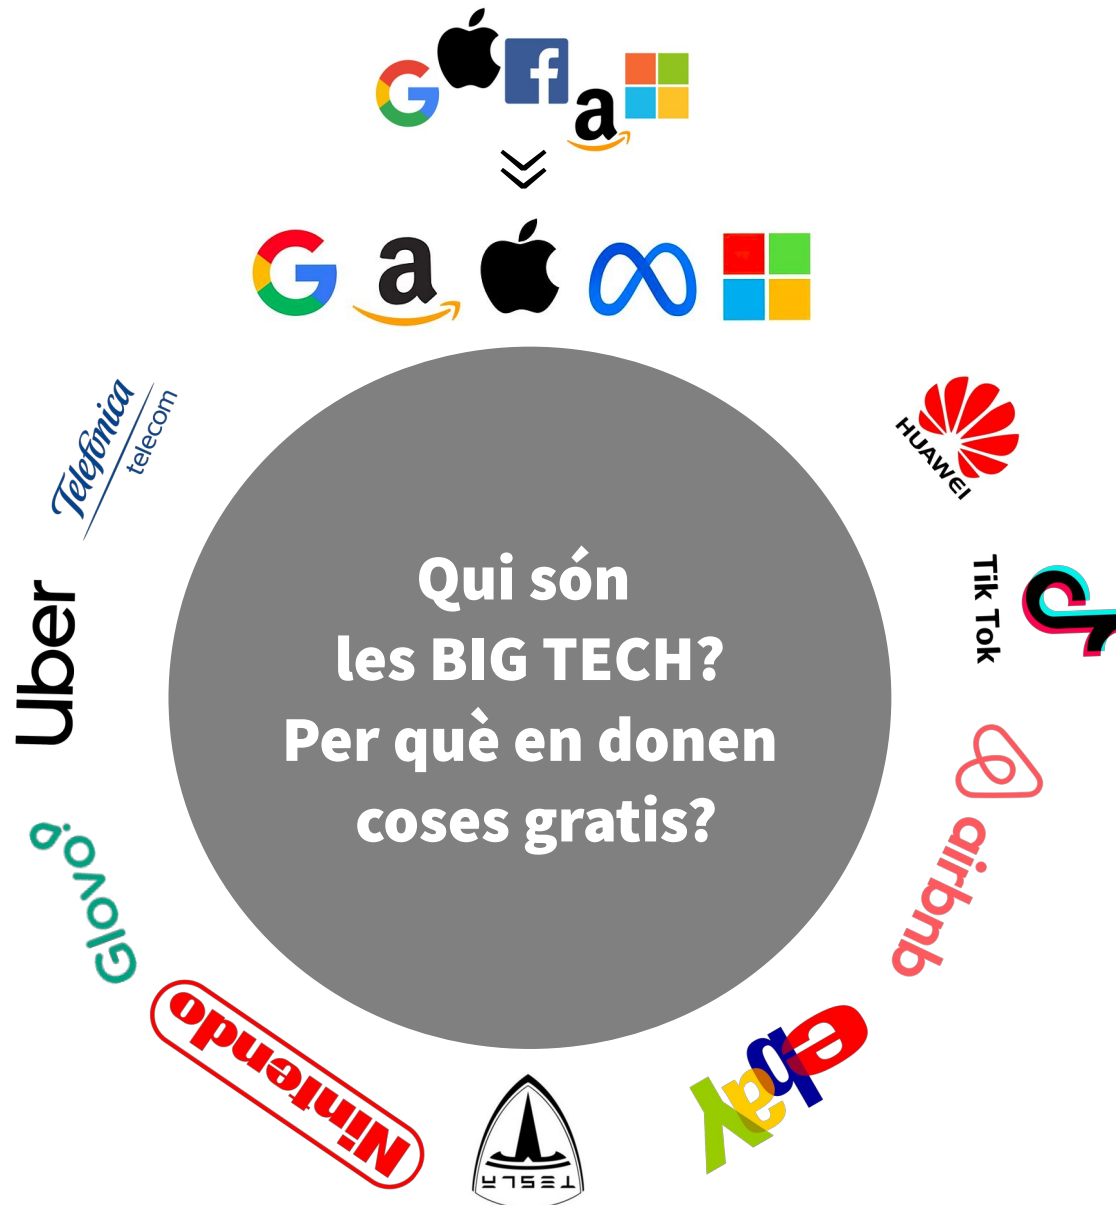 G
f
a
G
a
Telefonica
telecom
HUAWEI
Uber
Qui són
les BIG TECH?
Per què en donen
coses gratis?
Tik Tok
airbnb
Glovo
Nintendo
TESLA
ebay